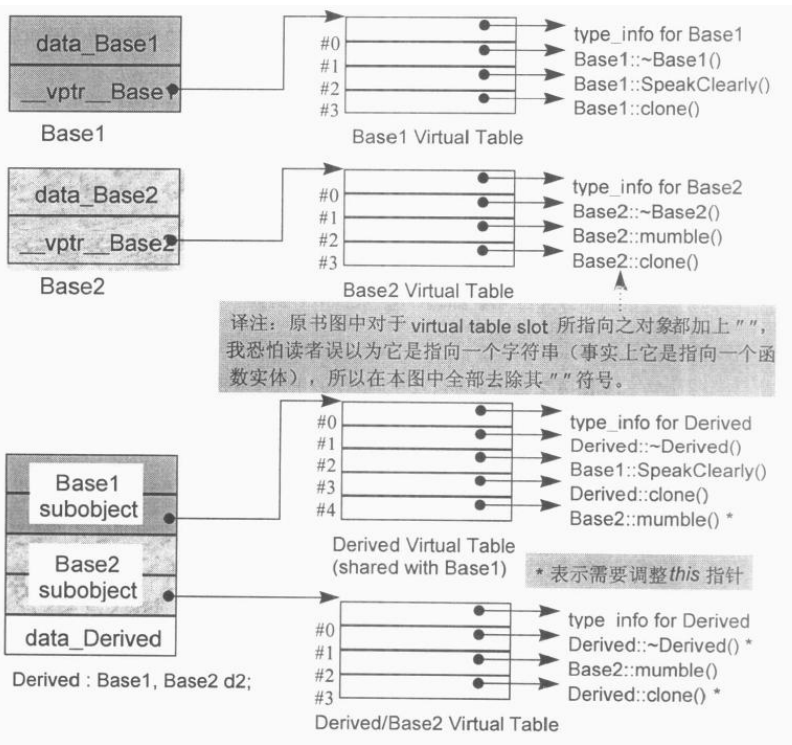 data_Base1
__vptr__Base1
Base1
#0
#1
#2
#3
type_info for Base1
Base1::~Base1()
Base1::SpeakClearly()
Base1::clone()
Base1 Virtual Table
data_Base2
__vptr__Base2
Base2
#0
#1
#2
#3
type_info for Base2
Base2::~Base2()
Base2::mumble()
Base2::clone()
Base2 Virtual Table
译注：原书图中对于 virtual table slot 所指向之对象都加上 " "，
我恐怕读者误以为它是指向一个字符串（事实上它是指向一个函
数实体），所以在本图中全部去除其 " " 符号。
Base1
subobject
Base2
subobject
data_Derived
Derived : Base1, Base2 d2;
#0
#1
#2
#3
#4
type_info for Derived
Derived::~Derived()
Base1::SpeakClearly()
Derived::clone()
Base2::mumble() *
Derived Virtual Table
(shared with Base1)
* 表示需要调整this 指针
#0
#1
#2
#3
type info for Derived
Derived::~Derived() *
Base2::mumble()
Derived::clone() *
Derived/Base2 Virtual Table